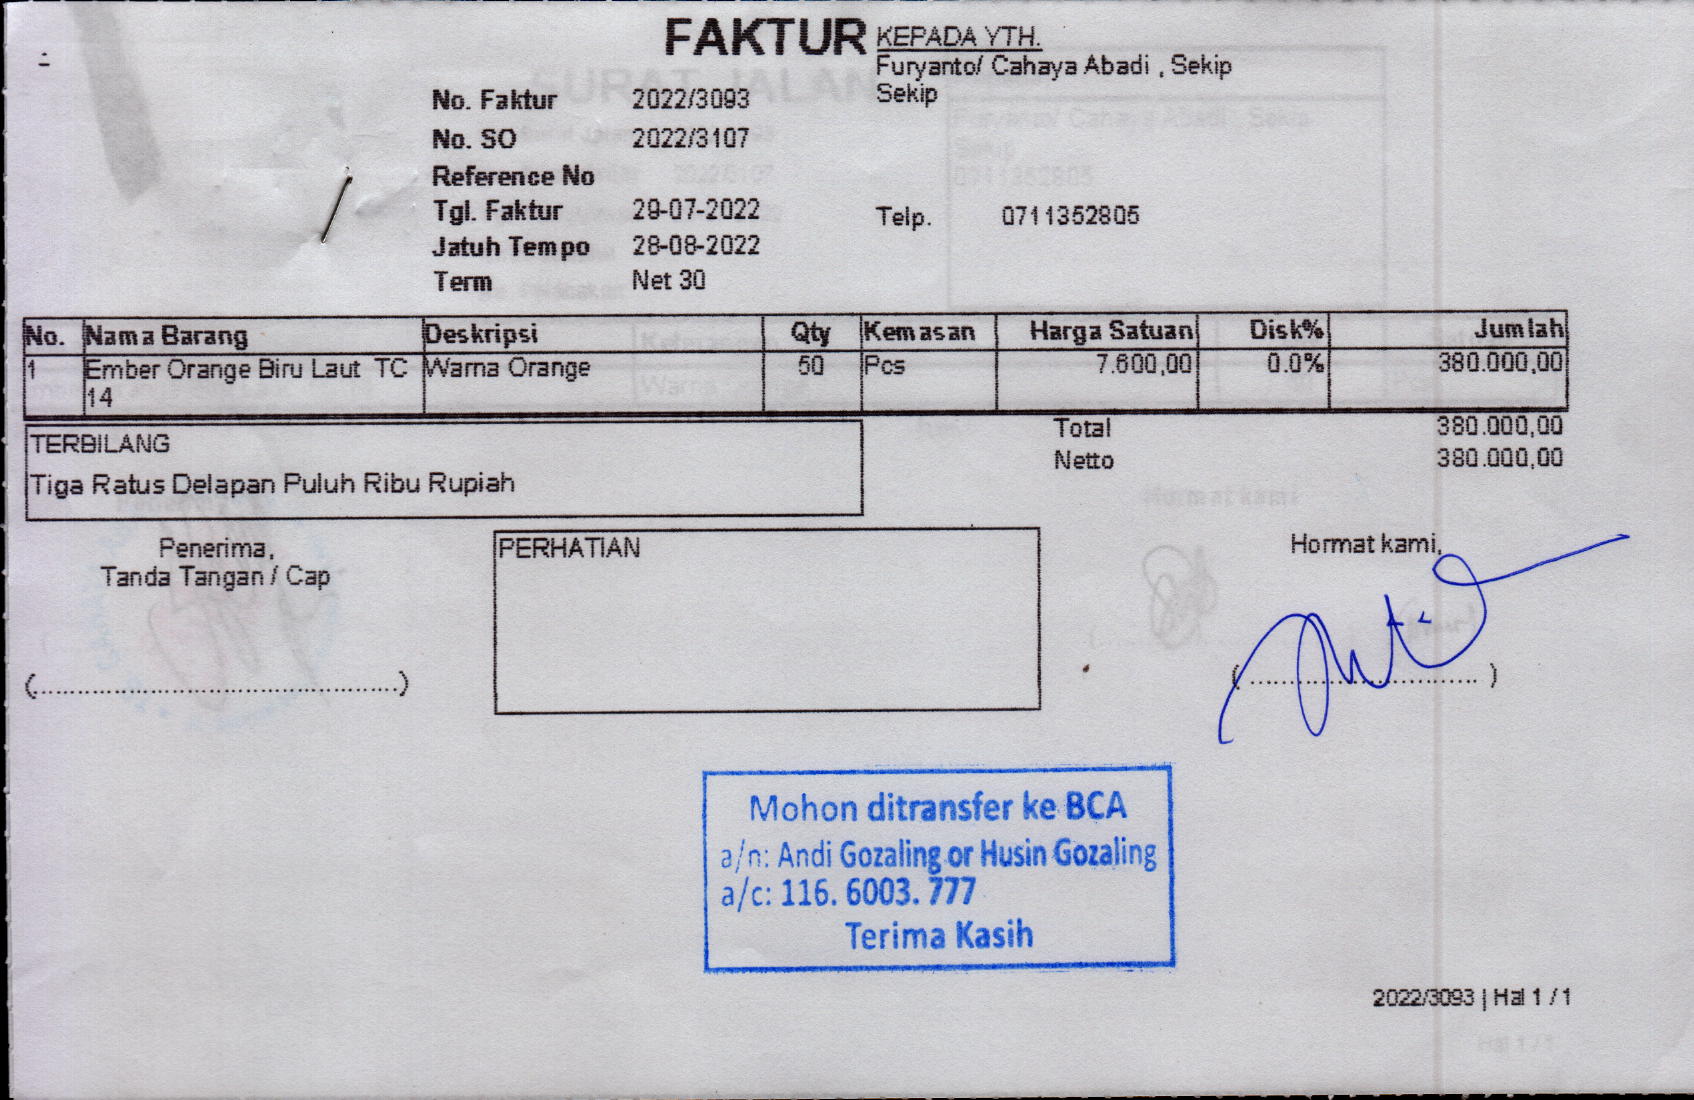 FAKTUR
KEPADA YTH.
Furyanto/ Cahaya Abadi , Sekip
Sekip
No. Faktur 2022/3093
No. SO 2022/3107
Reference No
Tgl. Faktur 29-07-2022
Telp. 0711352805
Jatuh Tempo 28-08-2022
Term Net 30
No. Nama Barang Deskripsi Qty Kemasan Harga Satuan Disk% Jumlah
1 Ember Orange Biru Laut TC Warna Orange 50 Pcs 7.600,00 0.0% 380.000,00
14
Total 380.000,00
TERBILANG
Netto 380.000,00
Tiga Ratus Delapan Puluh Ribu Rupiah
Penerima,
Tanda Tangan / Cap
PERHATIAN
Hormat kami,
Mohon ditransfer ke BCA
a/n: Andi Gozaling or Husin Gozaling
a/c: 116. 6003. 777
Terima Kasih
2022/3093 | Hal 1 / 1